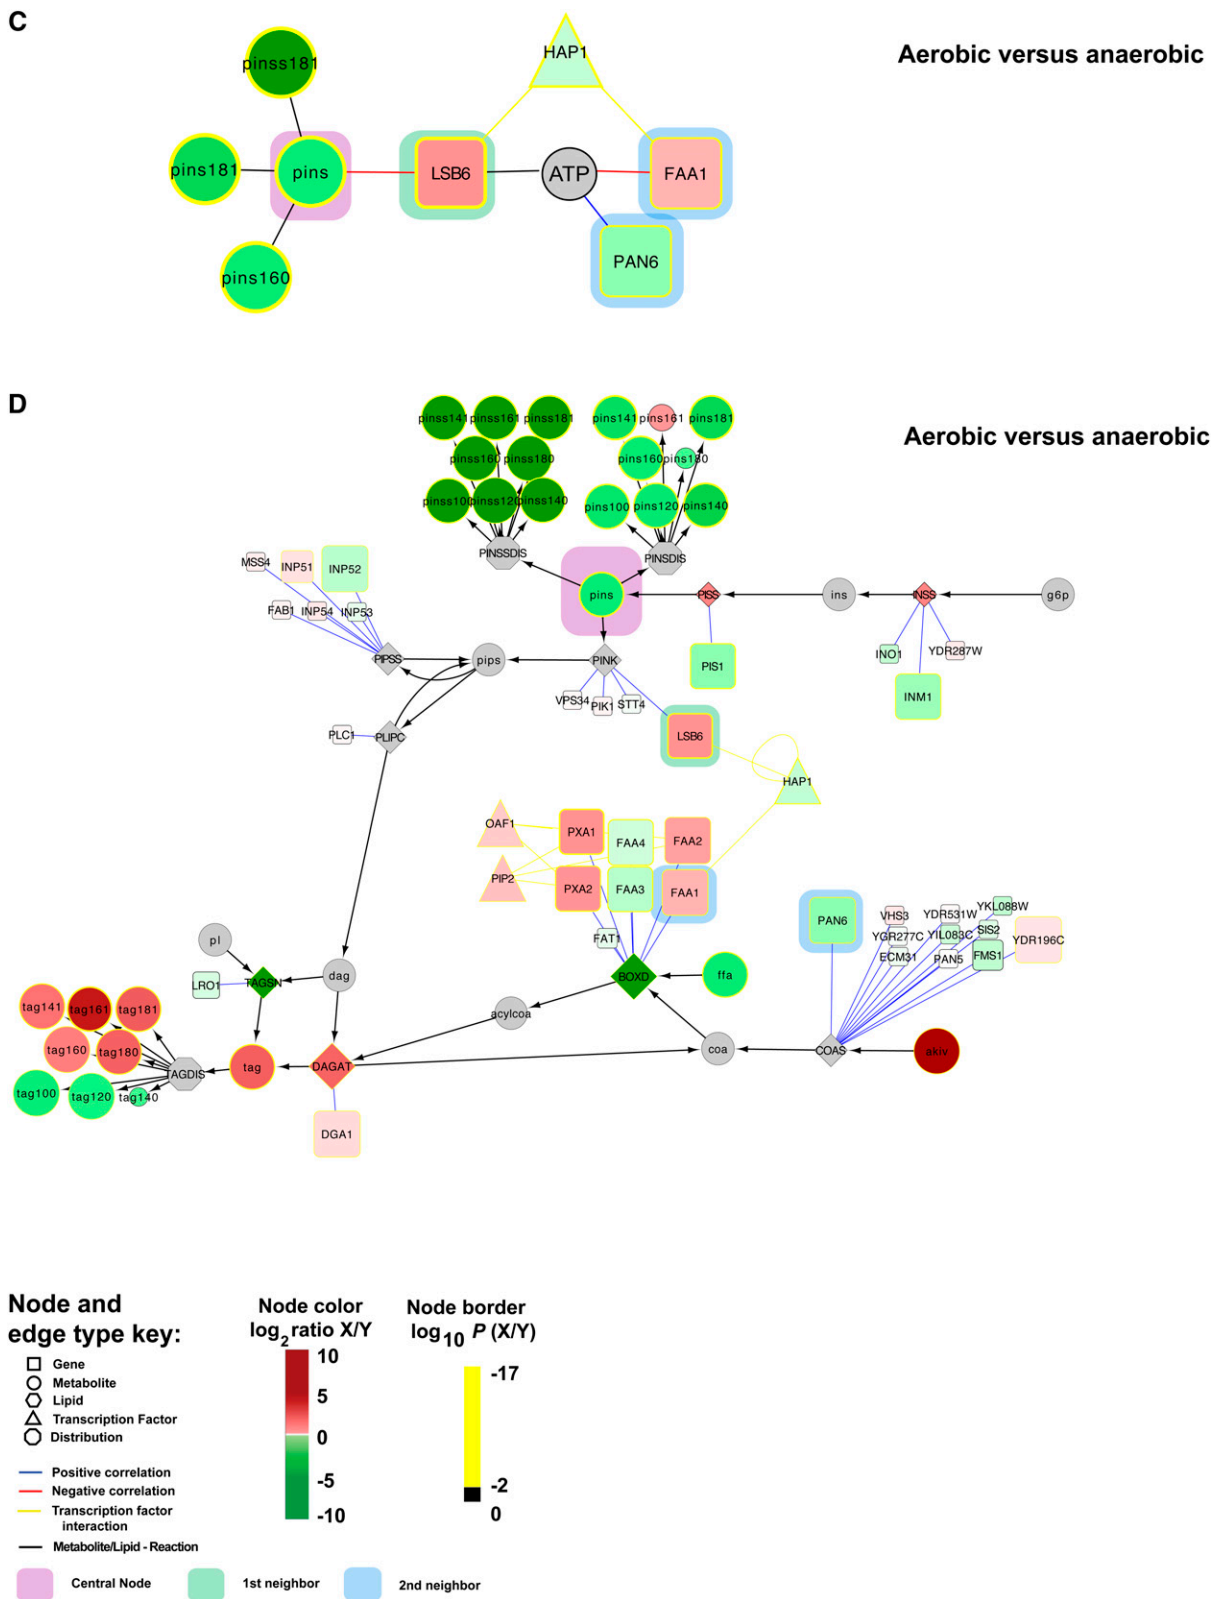 C
Aerobic versus anaerobic
pinss181
HAP1
pins181
pins
LSB6
ATP
FAA1
PAN6
pins160
D
Aerobic versus anaerobic
pinss141
pinss161
pinss181
pins141
pins161
pins181
pinss160
pinss180
pins160
pins180
pinss100
pinss120
pinss140
pins100
pins120
pins140
PINSSDIS
PINSDIS
MSS4
INP51
INP52
FAB1
INP54
INP53
pins
PISS
ins
INSS
g6p
PIPSS
pips
PINK
PIS1
INO1
YDR287W
INM1
VPS34
PIK1
STT4
PLC1
PLIPC
LSB6
HAP1
OAF1
PXA1
FAA4
FAA2
PIP2
PXA2
FAA3
FAA1
FAT1
PAN6
VHS3
YDR531W
YKL088W
YGR277C
YIL083C
SIS2
ECM31
PAN5
FMS1
YDR196C
pl
LRO1
TAGSN
dag
BOXD
ffa
tag141
tag161
tag181
acylcoa
tag160
tag180
TAGDIS
tag
DAGAT
coa
COAS
akiv
tag100
tag120
tag140
DGA1
Node and
edge type key:
Gene
Metabolite
Lipid
Transcription Factor
Distribution
Positive correlation
Negative correlation
Transcription factor
interaction
Metabolite/Lipid - Reaction
Node color
log2 ratio X/Y
10
5
0
-5
-10
Node border
log10 P (X/Y)
-17
-2
0
Central Node
1st neighbor
2nd neighbor